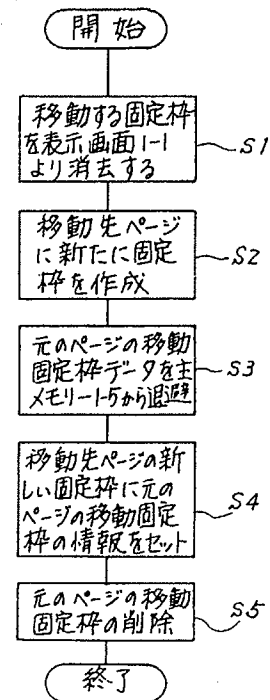 開始
移動する固定枠
を表示画面1-1
より消去する
S1
移動先ページ
に新たに固定
枠を作成
S2
元のページの移動
固定枠データを主
メモリー1-5から退避
S3
移動先ページの新
しい固定枠に元の
ページの移動固定
枠の情報をセット
S4
元のページの移動
固定枠の削除
S5
終了